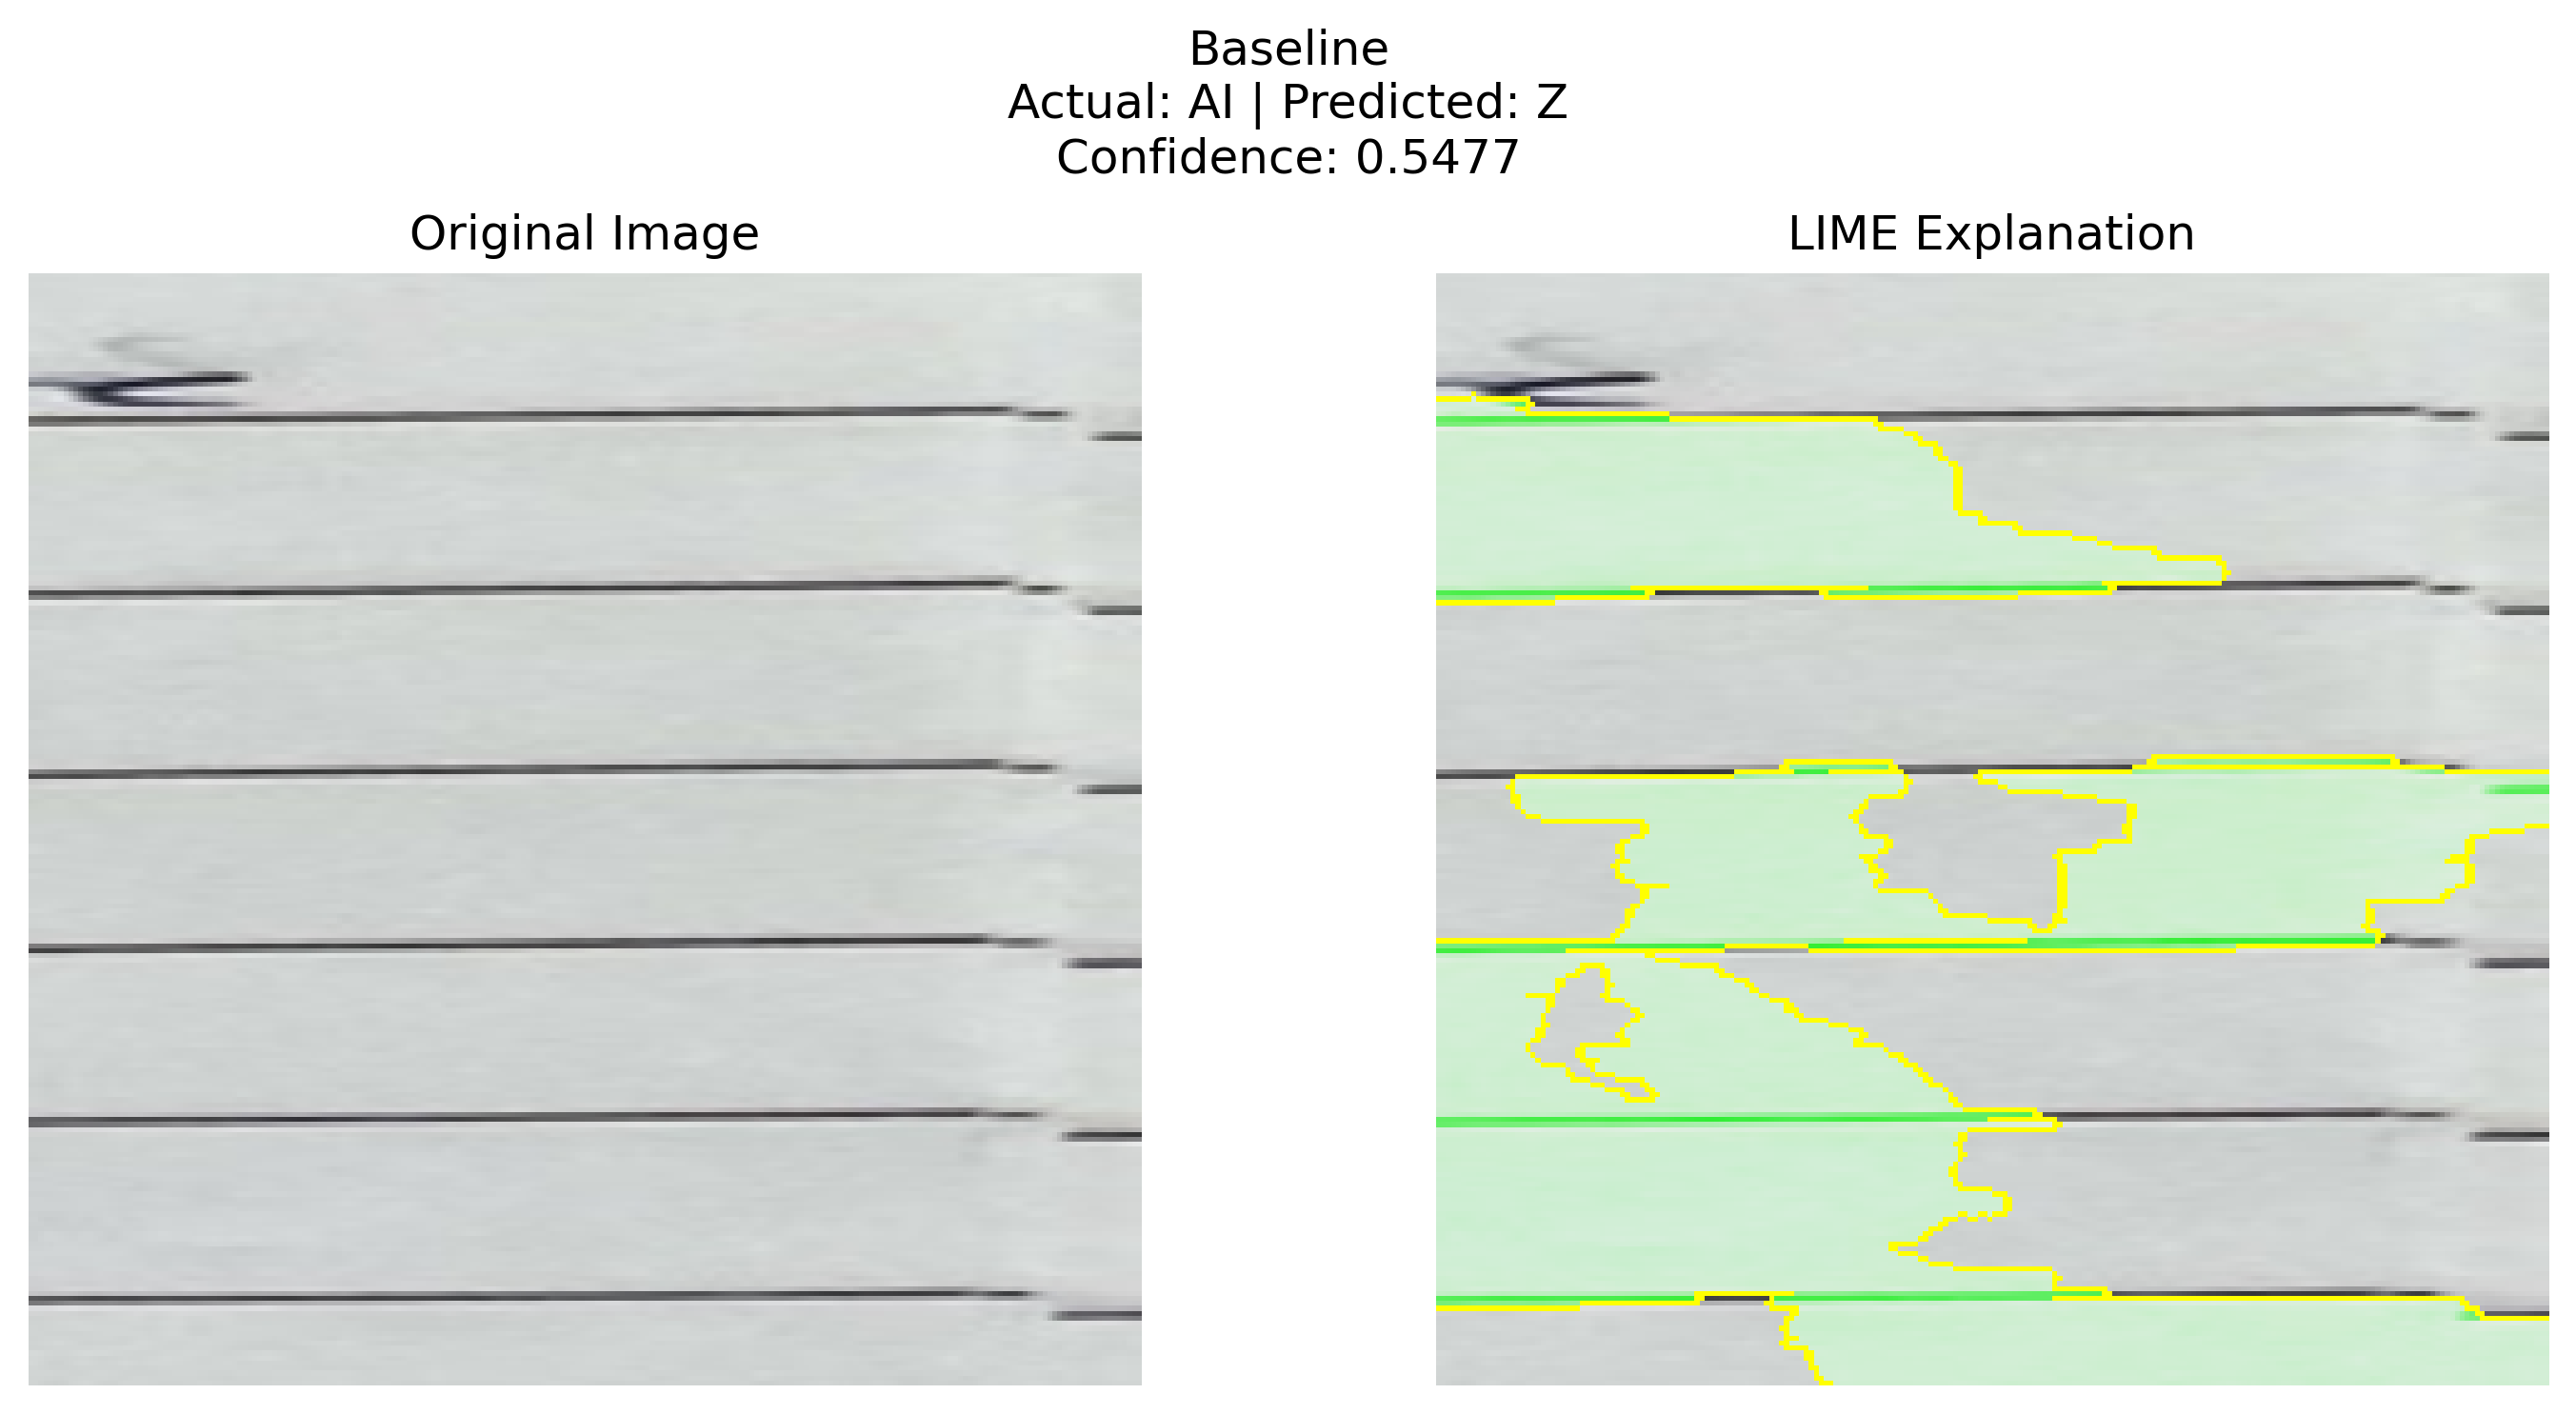 Baseline
Actual: AI | Predicted: Z
Confidence: 0.5477
Original Image
LIME Explanation